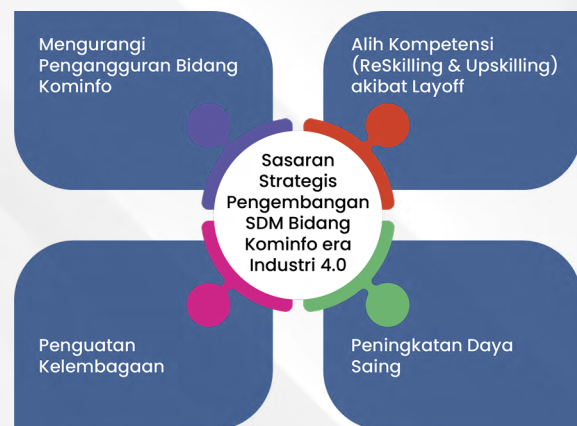 Mengurangi
Pengangguran Bidang
Kominfo
Alih Kompetensi
(ReSkilling & Upskilling)
akibat Layoff
Sasaran
Strategis
Pengembangan
SDM Bidang
Kominfo era
Industri 4.0
Penguatan
Kelembagaan
Peningkatan Daya
Saing